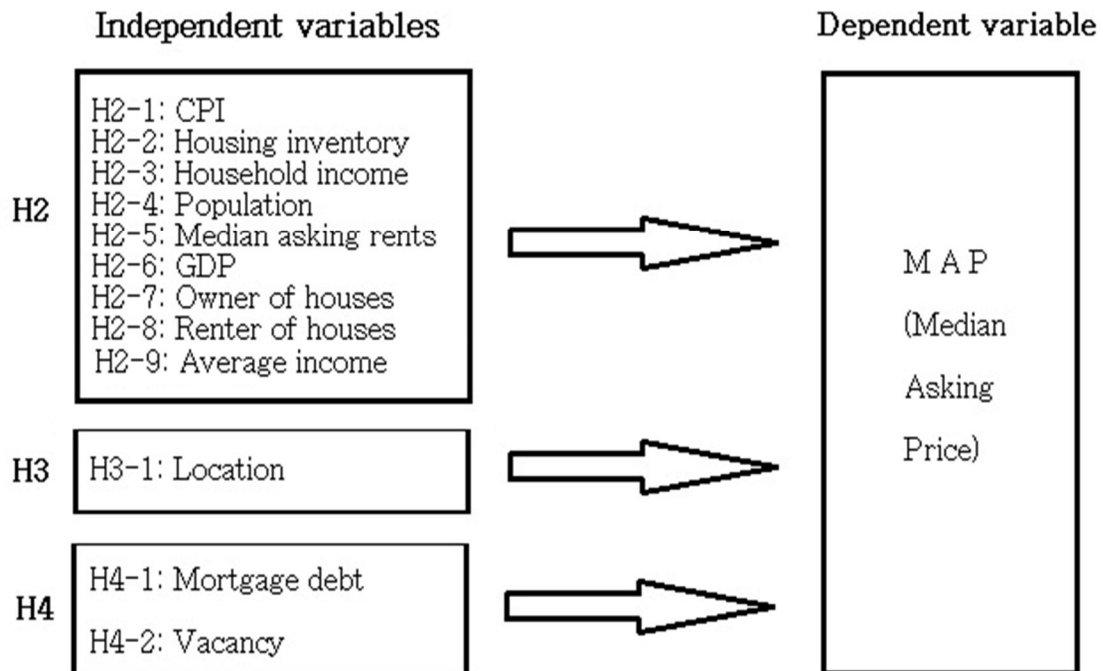 Independent variables
Dependent variable
H2
H2-1: CPI
H2-2: Housing inventory
H2-3: Household income
H2-4: Population
H2-5: Median asking rents
H2-6: GDP
H2-7: Owner of houses
H2-8: Renter of houses
H2-9: Average income
H3
H3-1: Location
H4
H4-1: Mortgage debt
H4-2: Vacancy
M A P
(Median
Asking
Price)